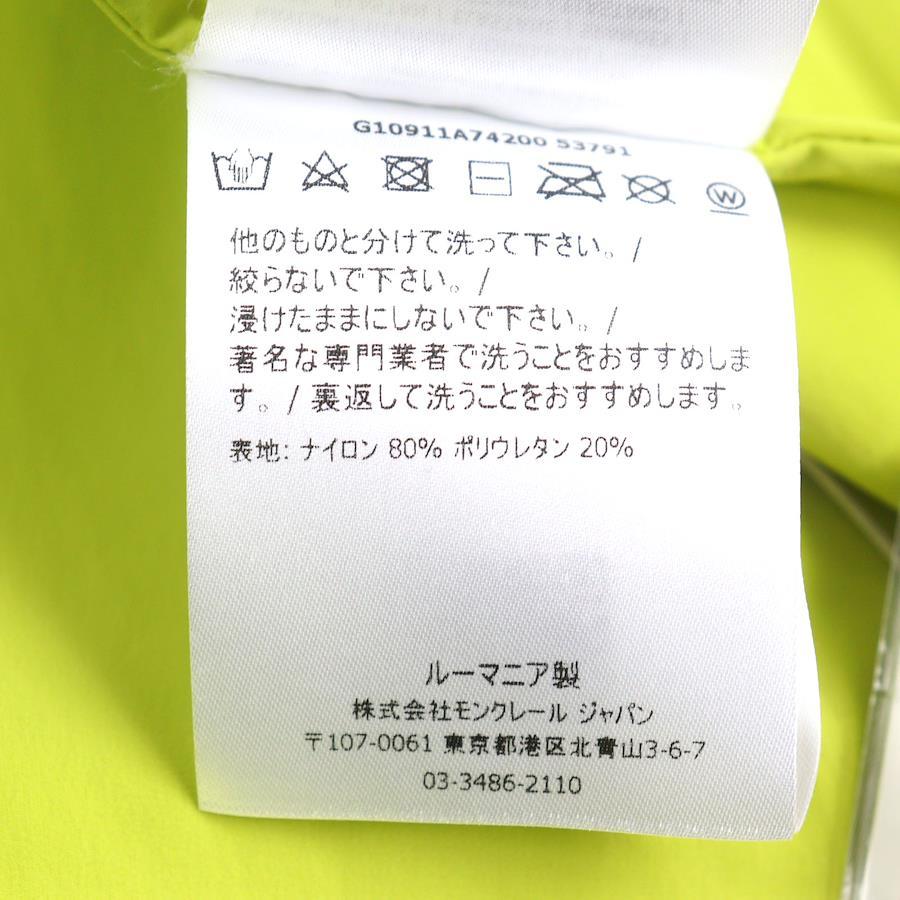 G10911A74200 53791
W
他のものと分けて洗って下さい。/
絞らないで下さい。/
浸けたままにしないで下さい。/
著名な専門業者で洗うことをおすすめしま
す。/ 裏返して洗うことをおすすめします。
表地: ナイロン 80% ポリウレタン 20%
ルーマニア製
株式会社モンクレール ジャパン
〒107-0061 東京都港区北青山3-6-7
03-3486-2110